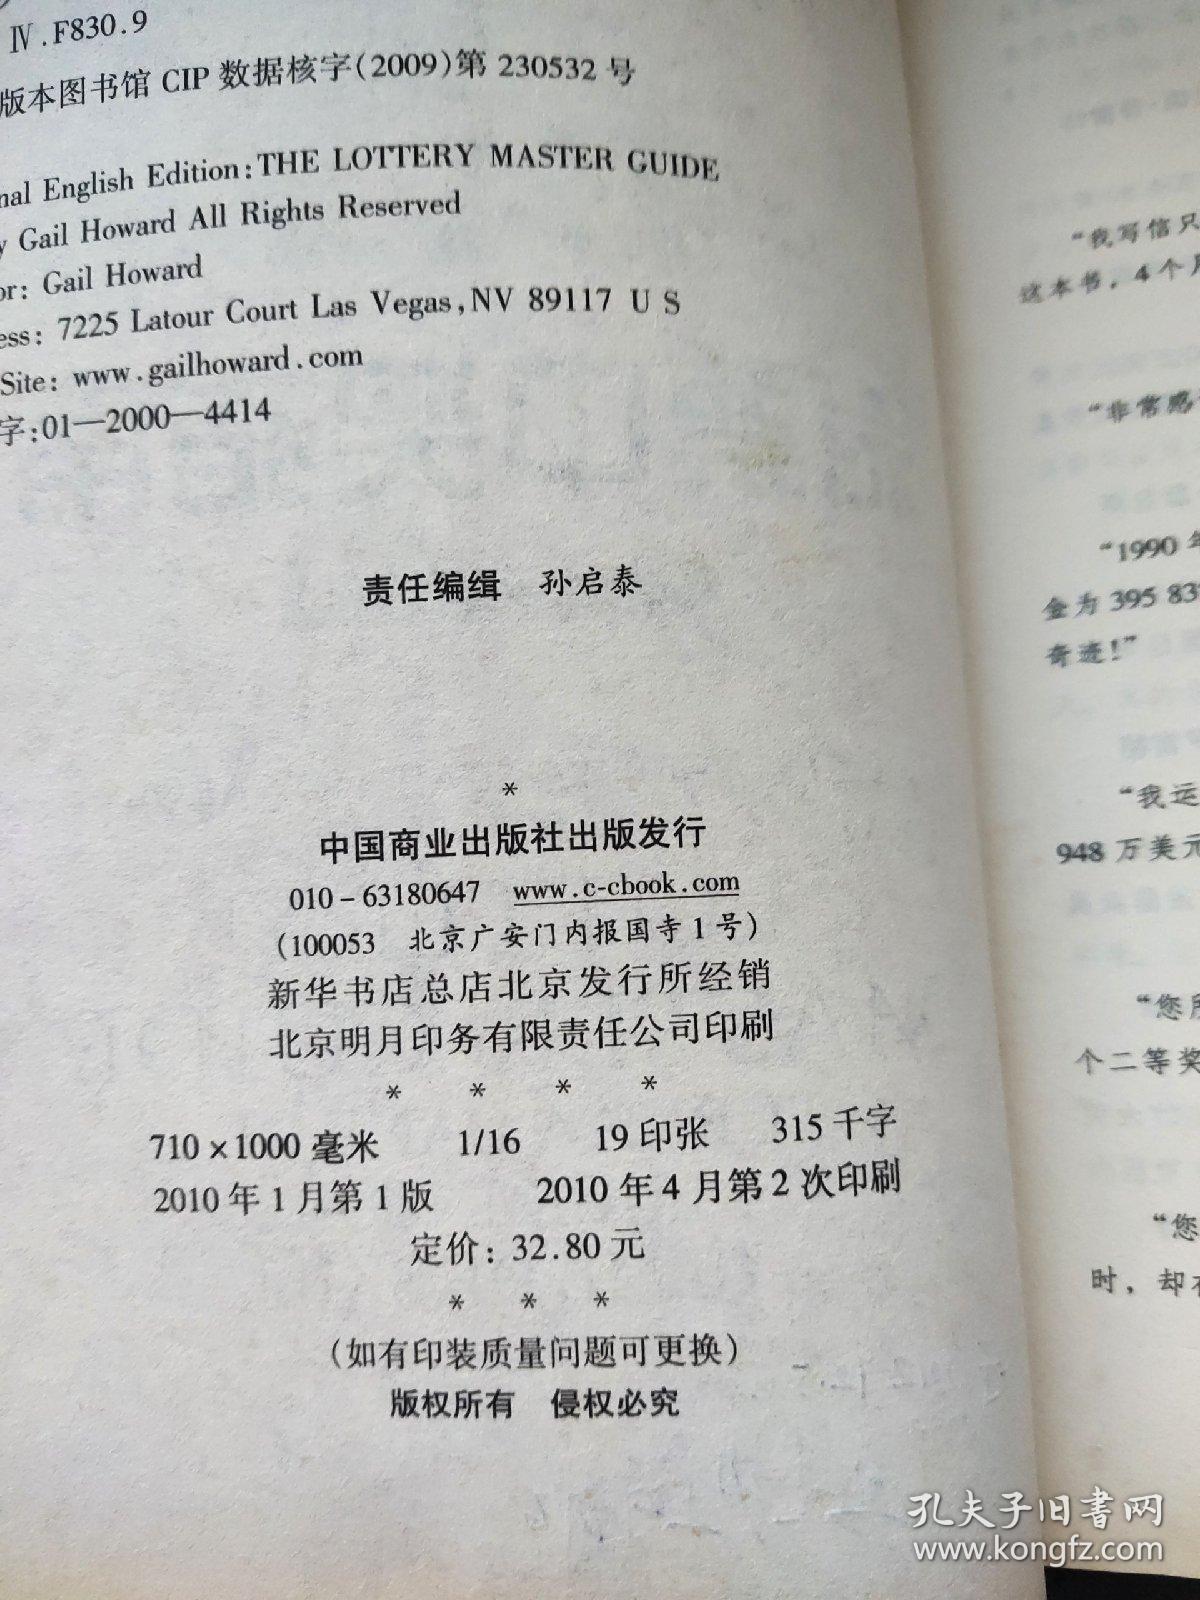 Ⅳ.F830.9
版本图书馆 CIP 数据核字(2009)第 230532 号
nal English Edition:THE LOTTERY MASTER GUIDE
y Gail Howard All Rights Reserved
or: Gail Howard
ess: 7225 Latour Court Las Vegas,NV 89117 U S
Site: www.gailhoward.com
字:01—2000—4414
责任编辑 孙启泰
*
中国商业出版社出版发行
010-63180647 www.c-cbook.com
(100053 北京广安门内报国寺1号)
新华书店总店北京发行所经销
北京明月印务有限责任公司印刷
* * * *
710×1000 毫米 1/16 19 印张 315 千字
2010 年 1 月第 1 版 2010 年 4 月第 2 次印刷
定价: 32.80 元
* * *
(如有印装质量问题可更换)
版权所有 侵权必究
“我写信只
这本书，4个月
“非常感
“1990 年
金为 395 83
奇迹!”
“我运
948 万美元
“您所
个二等奖
“您
时，却有
孔夫子旧书网
www.kongfz.com